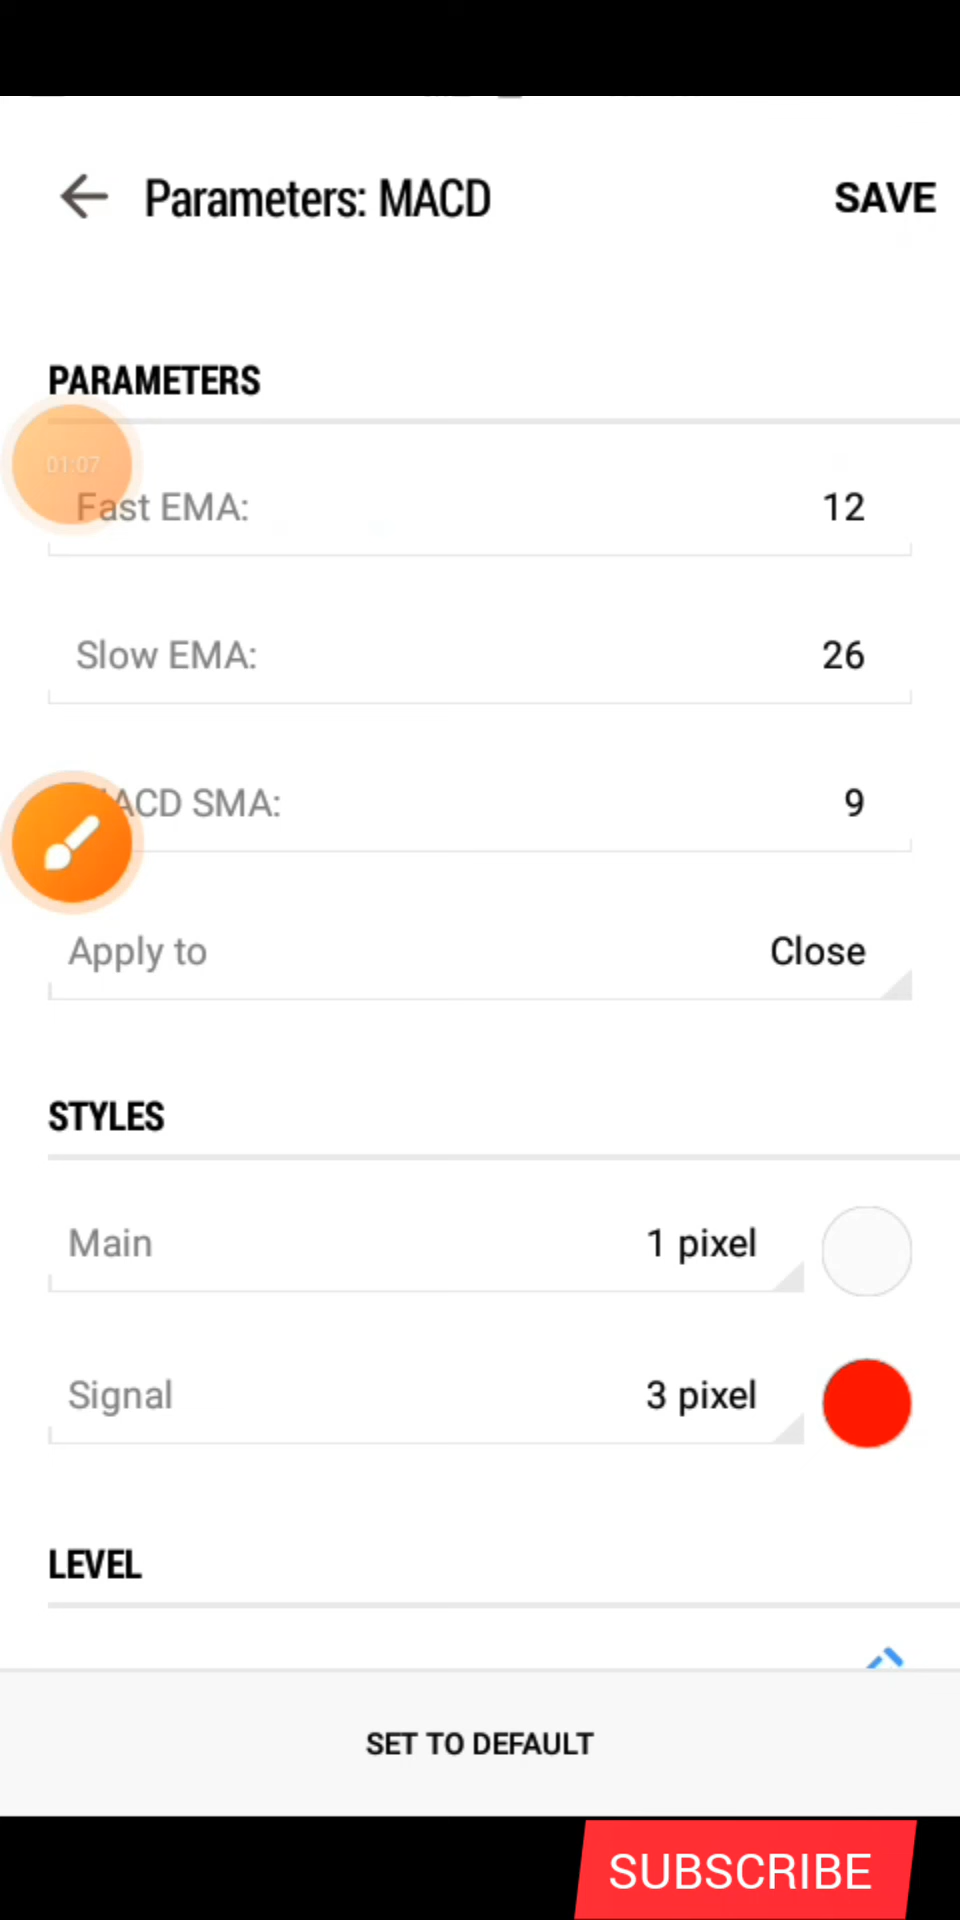 Parameters: MACD
SAVE
PARAMETERS
01:07
Fast EMA: 12
Slow EMA: 26
ACD SMA: 9
Apply to Close
STYLES
Main 1 pixel
Signal 3 pixel
LEVEL
SET TO DEFAULT
SUBSCRIBE